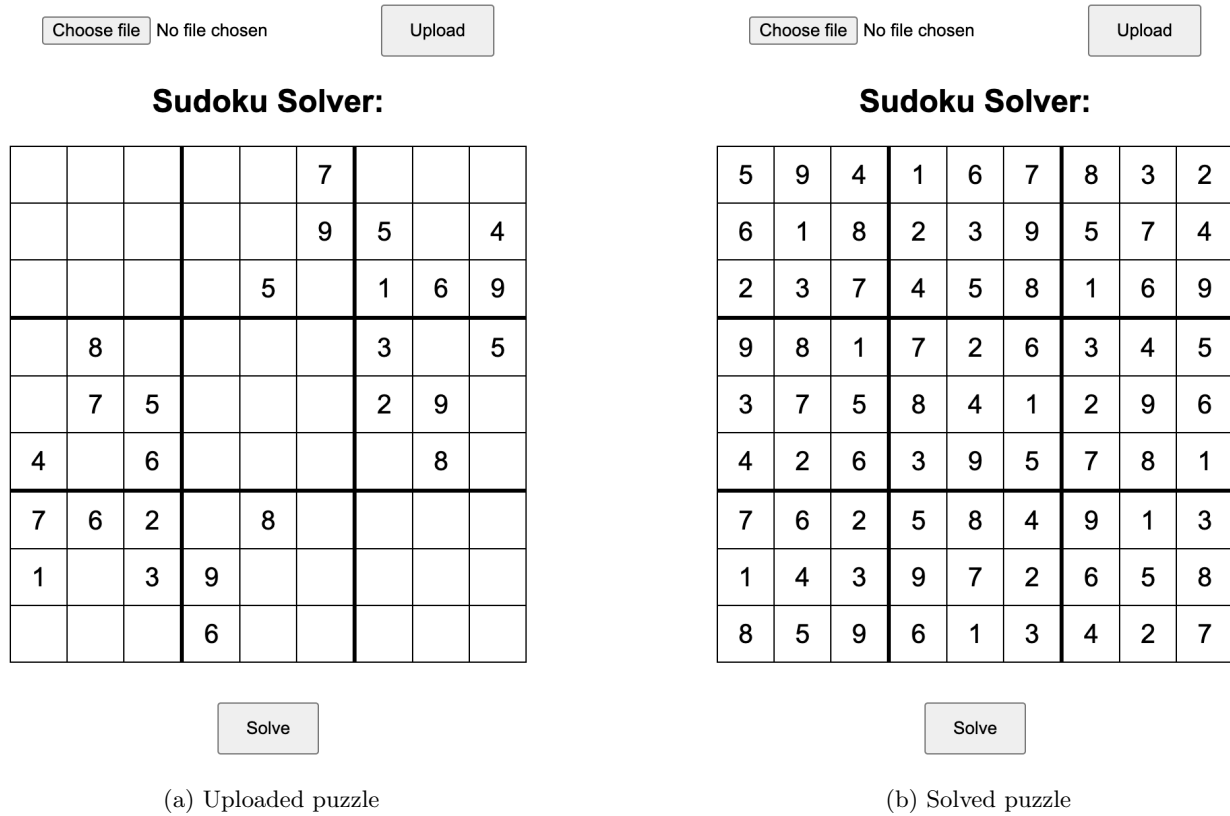 Choose file No file chosen Upload
Sudoku Solver:
7
9 5 4
5 1 6 9
8 3 5
7 5 2 9
4 6 8
7 6 2 8
1 3 9
6
Solve
(a) Uploaded puzzle
Choose file No file chosen Upload
Sudoku Solver:
5 9 4 1 6 7 8 3 2
6 1 8 2 3 9 5 7 4
2 3 7 4 5 8 1 6 9
9 8 1 7 2 6 3 4 5
3 7 5 8 4 1 2 9 6
4 2 6 3 9 5 7 8 1
7 6 2 5 8 4 9 1 3
1 4 3 9 7 2 6 5 8
8 5 9 6 1 3 4 2 7
Solve
(b) Solved puzzle